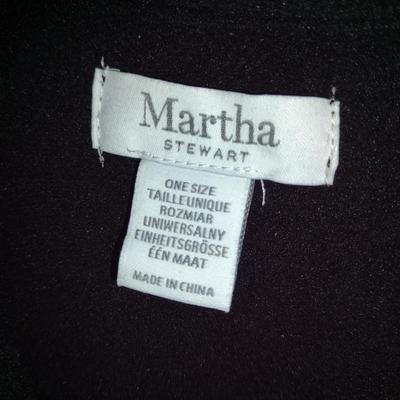 Martha
STEWART
ONE SIZE
TAILLEUNIQUE
ROZMIAR
UNIWERSALNY
EINHEITSGRÖSSE
ÉÉN MAAT
MADE IN CHINA